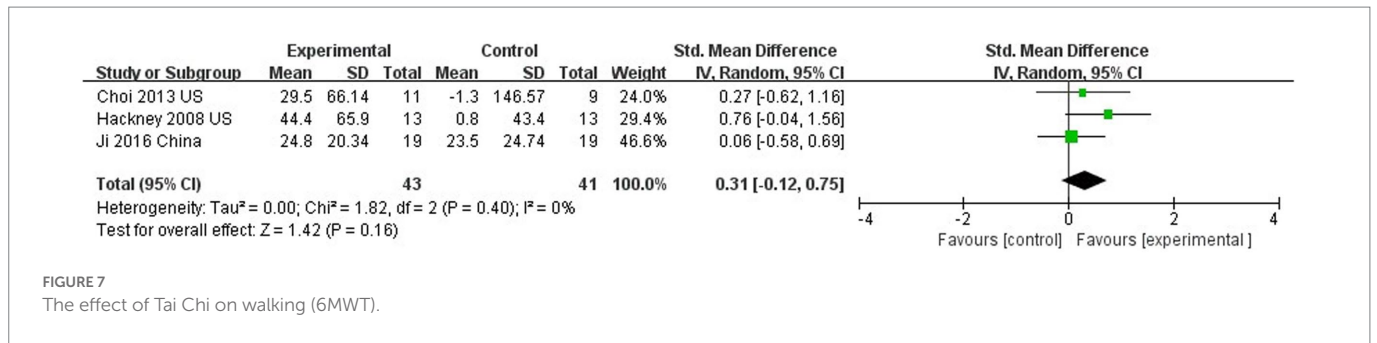 Experimental Control Std. Mean Difference Std. Mean Difference
Study or Subgroup Mean SD Total Mean SD Total Weight IV, Random, 95% CI IV, Random, 95% CI
Choi 2013 US 29.5 66.14 11 -1.3 146.57 9 24.0% 0.27 [-0.62, 1.16]
Hackney 2008 US 44.4 65.9 13 0.8 43.4 13 29.4% 0.76 [-0.04, 1.56]
Ji 2016 China 24.8 20.34 19 23.5 24.74 19 46.6% 0.06 [-0.58, 0.69]
Total (95% CI) 43 41 100.0% 0.31 [-0.12, 0.75]
Heterogeneity: Tau² = 0.00; Chi² = 1.82, df = 2 (P = 0.40); I² = 0%
Test for overall effect: Z = 1.42 (P = 0.16)
-4 -2 0 2 4
Favours [control] Favours [experimental ]
FIGURE 7
The effect of Tai Chi on walking (6MWT).